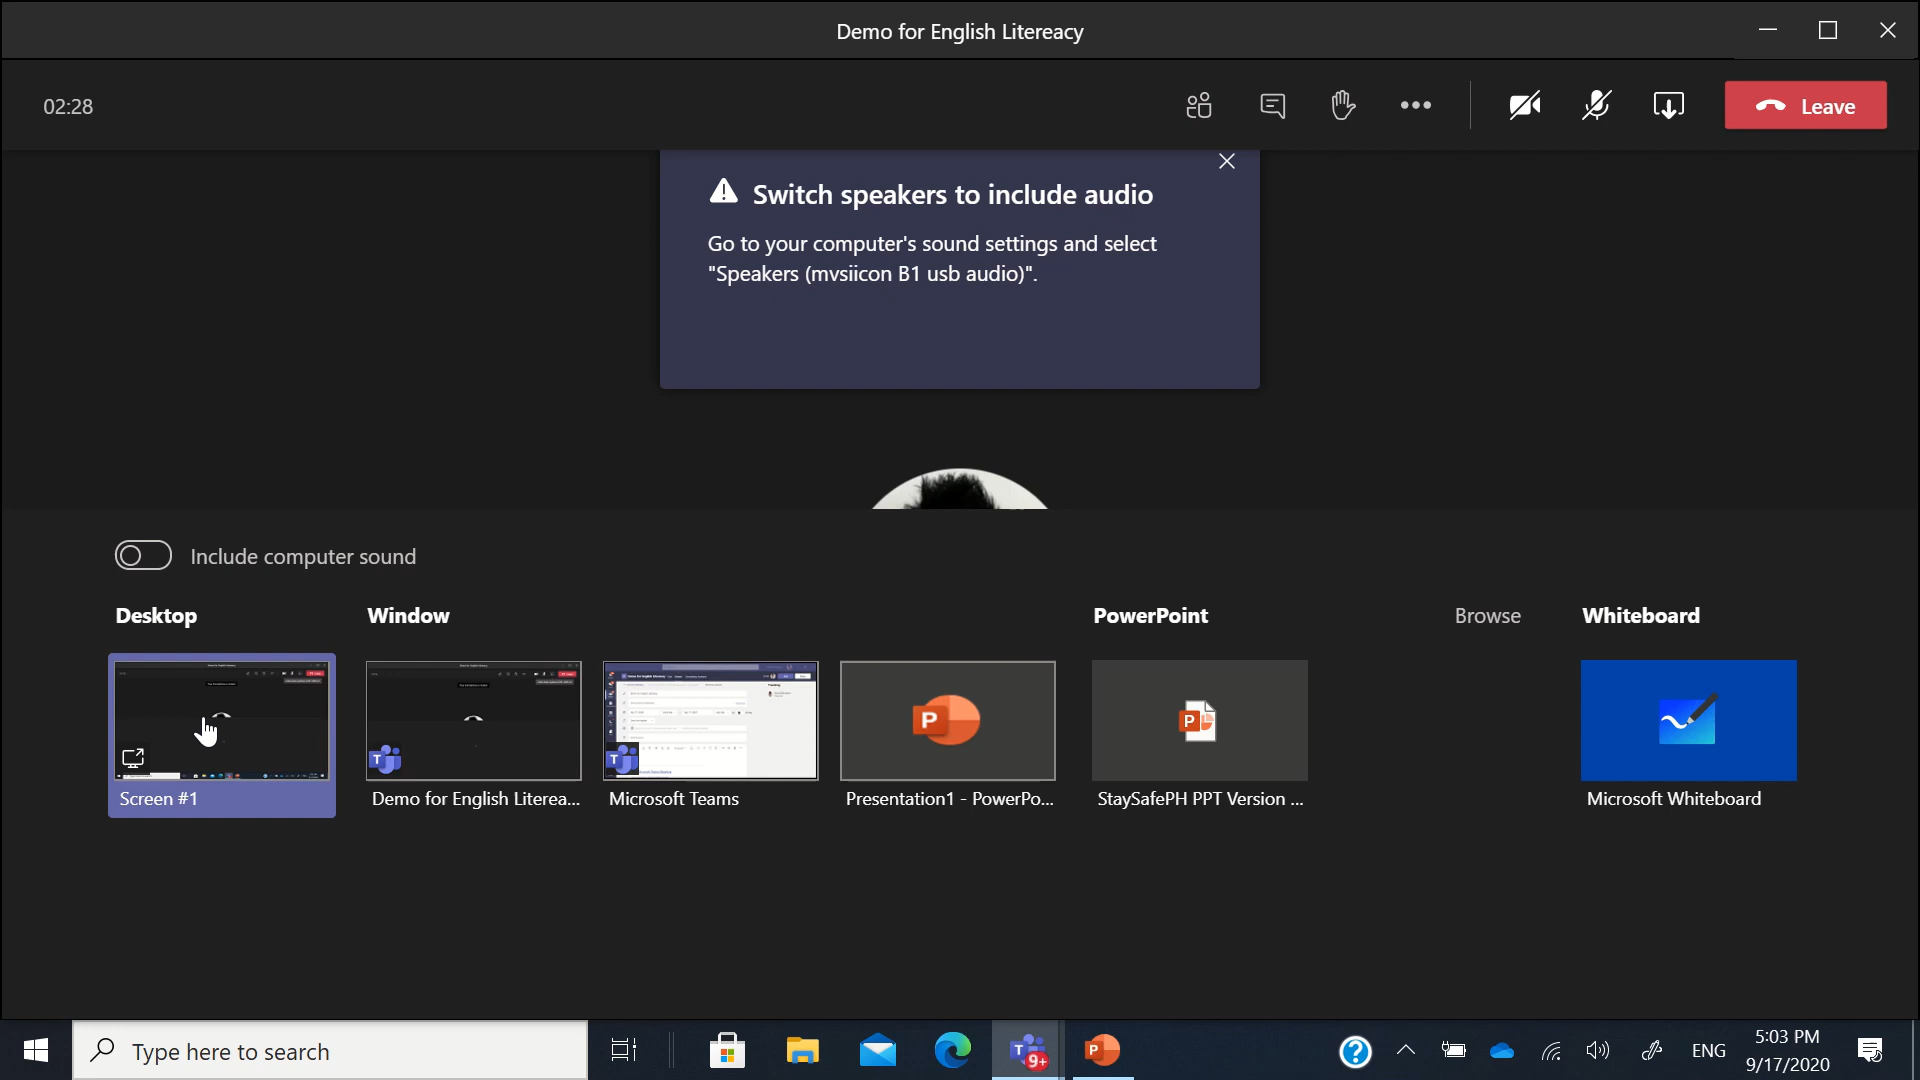 Demo for English Litereacy
02:28
Leave
Switch speakers to include audio
Go to your computer's sound settings and select
"Speakers (mvsiicon B1 usb audio)".
Include computer sound
Desktop
Window
PowerPoint
Browse
Whiteboard
Screen #1
Demo for English Literea...
Microsoft Teams
Presentation1 - PowerPo...
StaySafePH PPT Version ...
Microsoft Whiteboard
Type here to search
9+
ENG
5:03 PM
9/17/2020